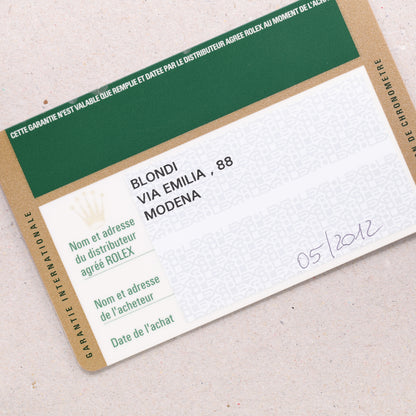 CETTE GARANTIE N'EST VALABLE QUE REMPLIE ET DATEE PAR LE DISTRIBUTEUR AGREE ROLEX AU MOMENT DE L'ACHA
BLONDI
VIA EMILIA , 88
MODENA
Nom et adresse
du distributeur
agréé ROLEX
Nom et adresse
de l'acheteur
Date de l'achat
05/2012
GARANTIE INTERNATIONALE
DE CHRONOMETRE